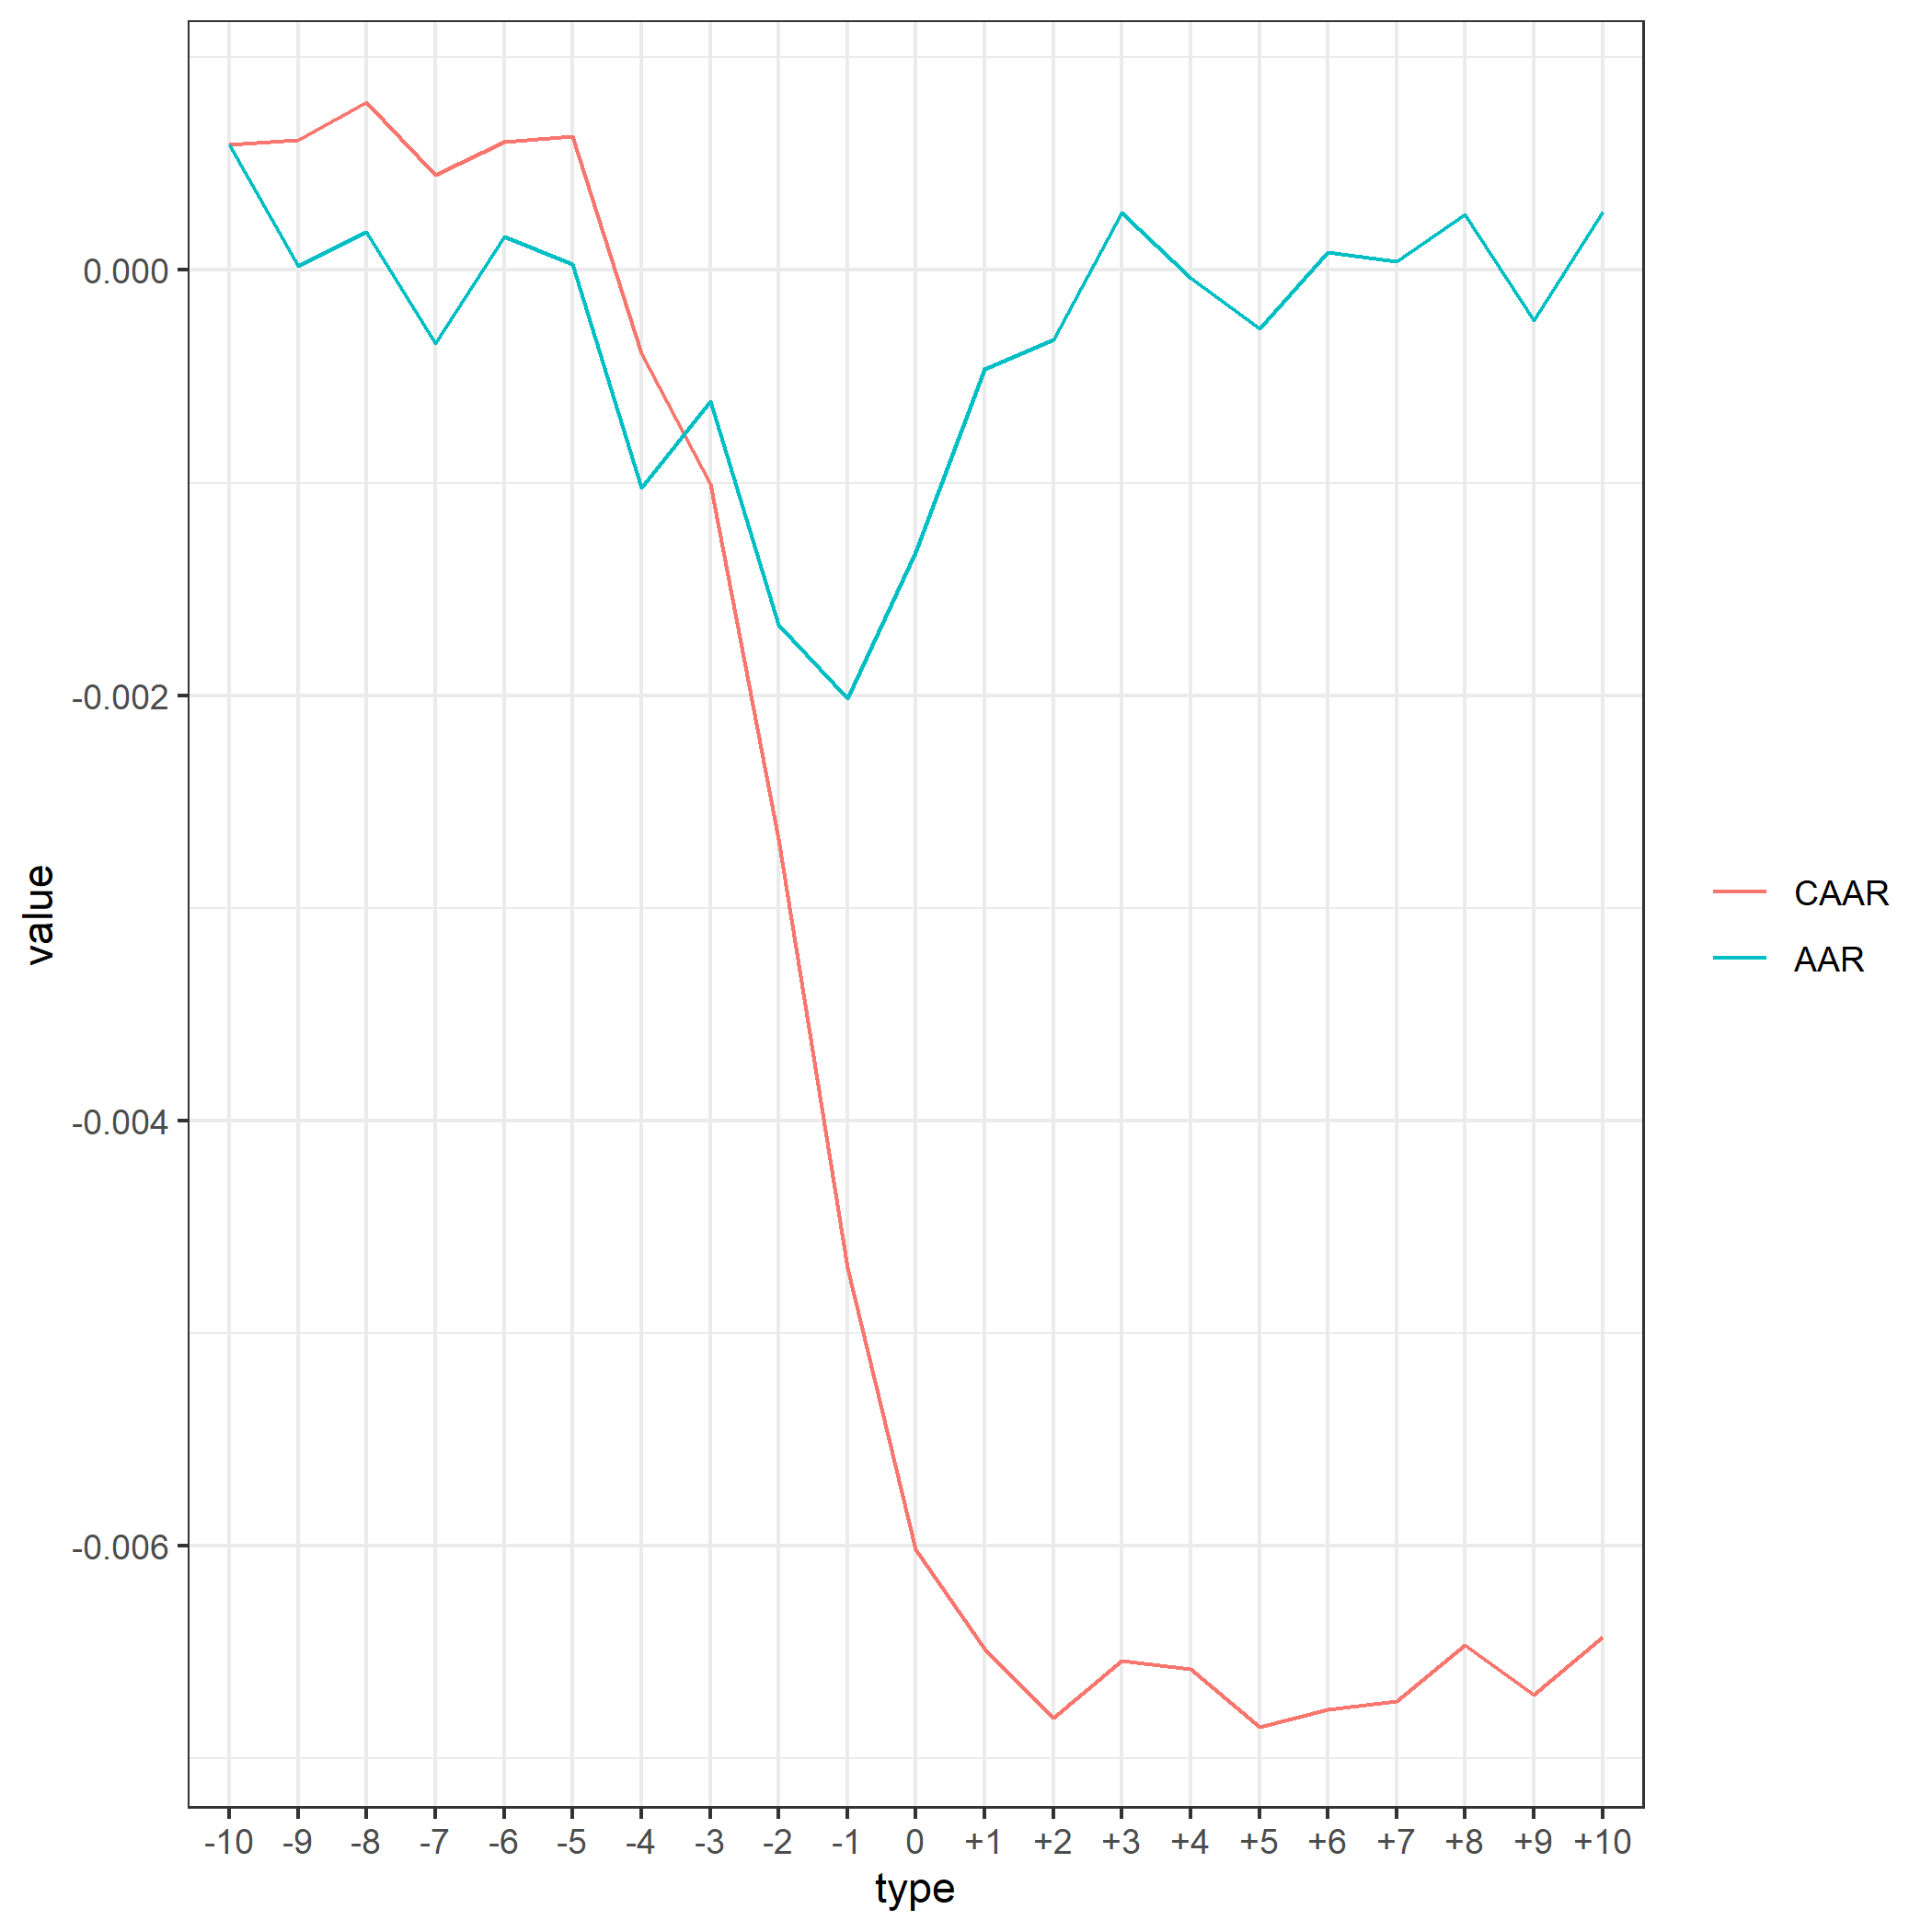 value
0.000
-0.002
-0.004
-0.006
-10 -9 -8 -7 -6 -5 -4 -3 -2 -1 0 +1 +2 +3 +4 +5 +6 +7 +8 +9 +10
type
CAAR
AAR